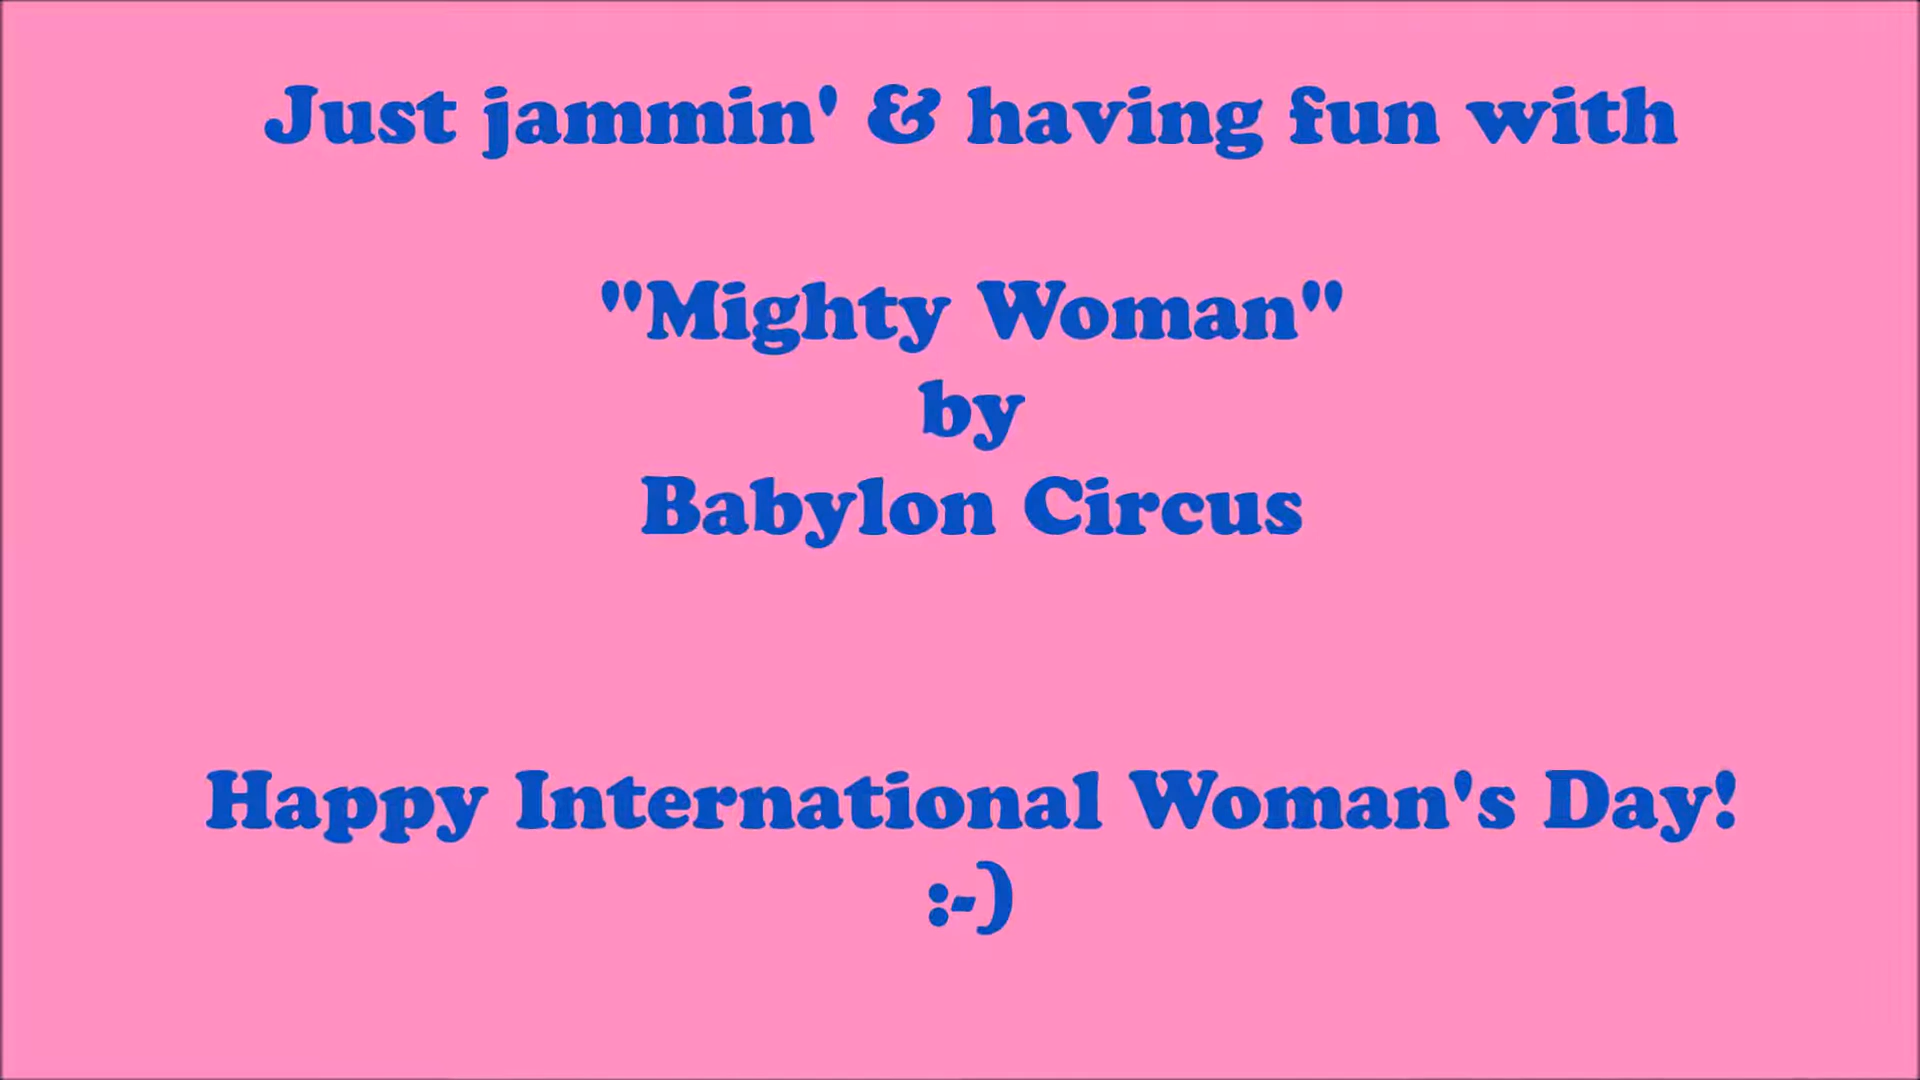 Just jammin' & having fun with
"Mighty Woman"
by
Babylon Circus
Happy International Woman's Day!
:-)